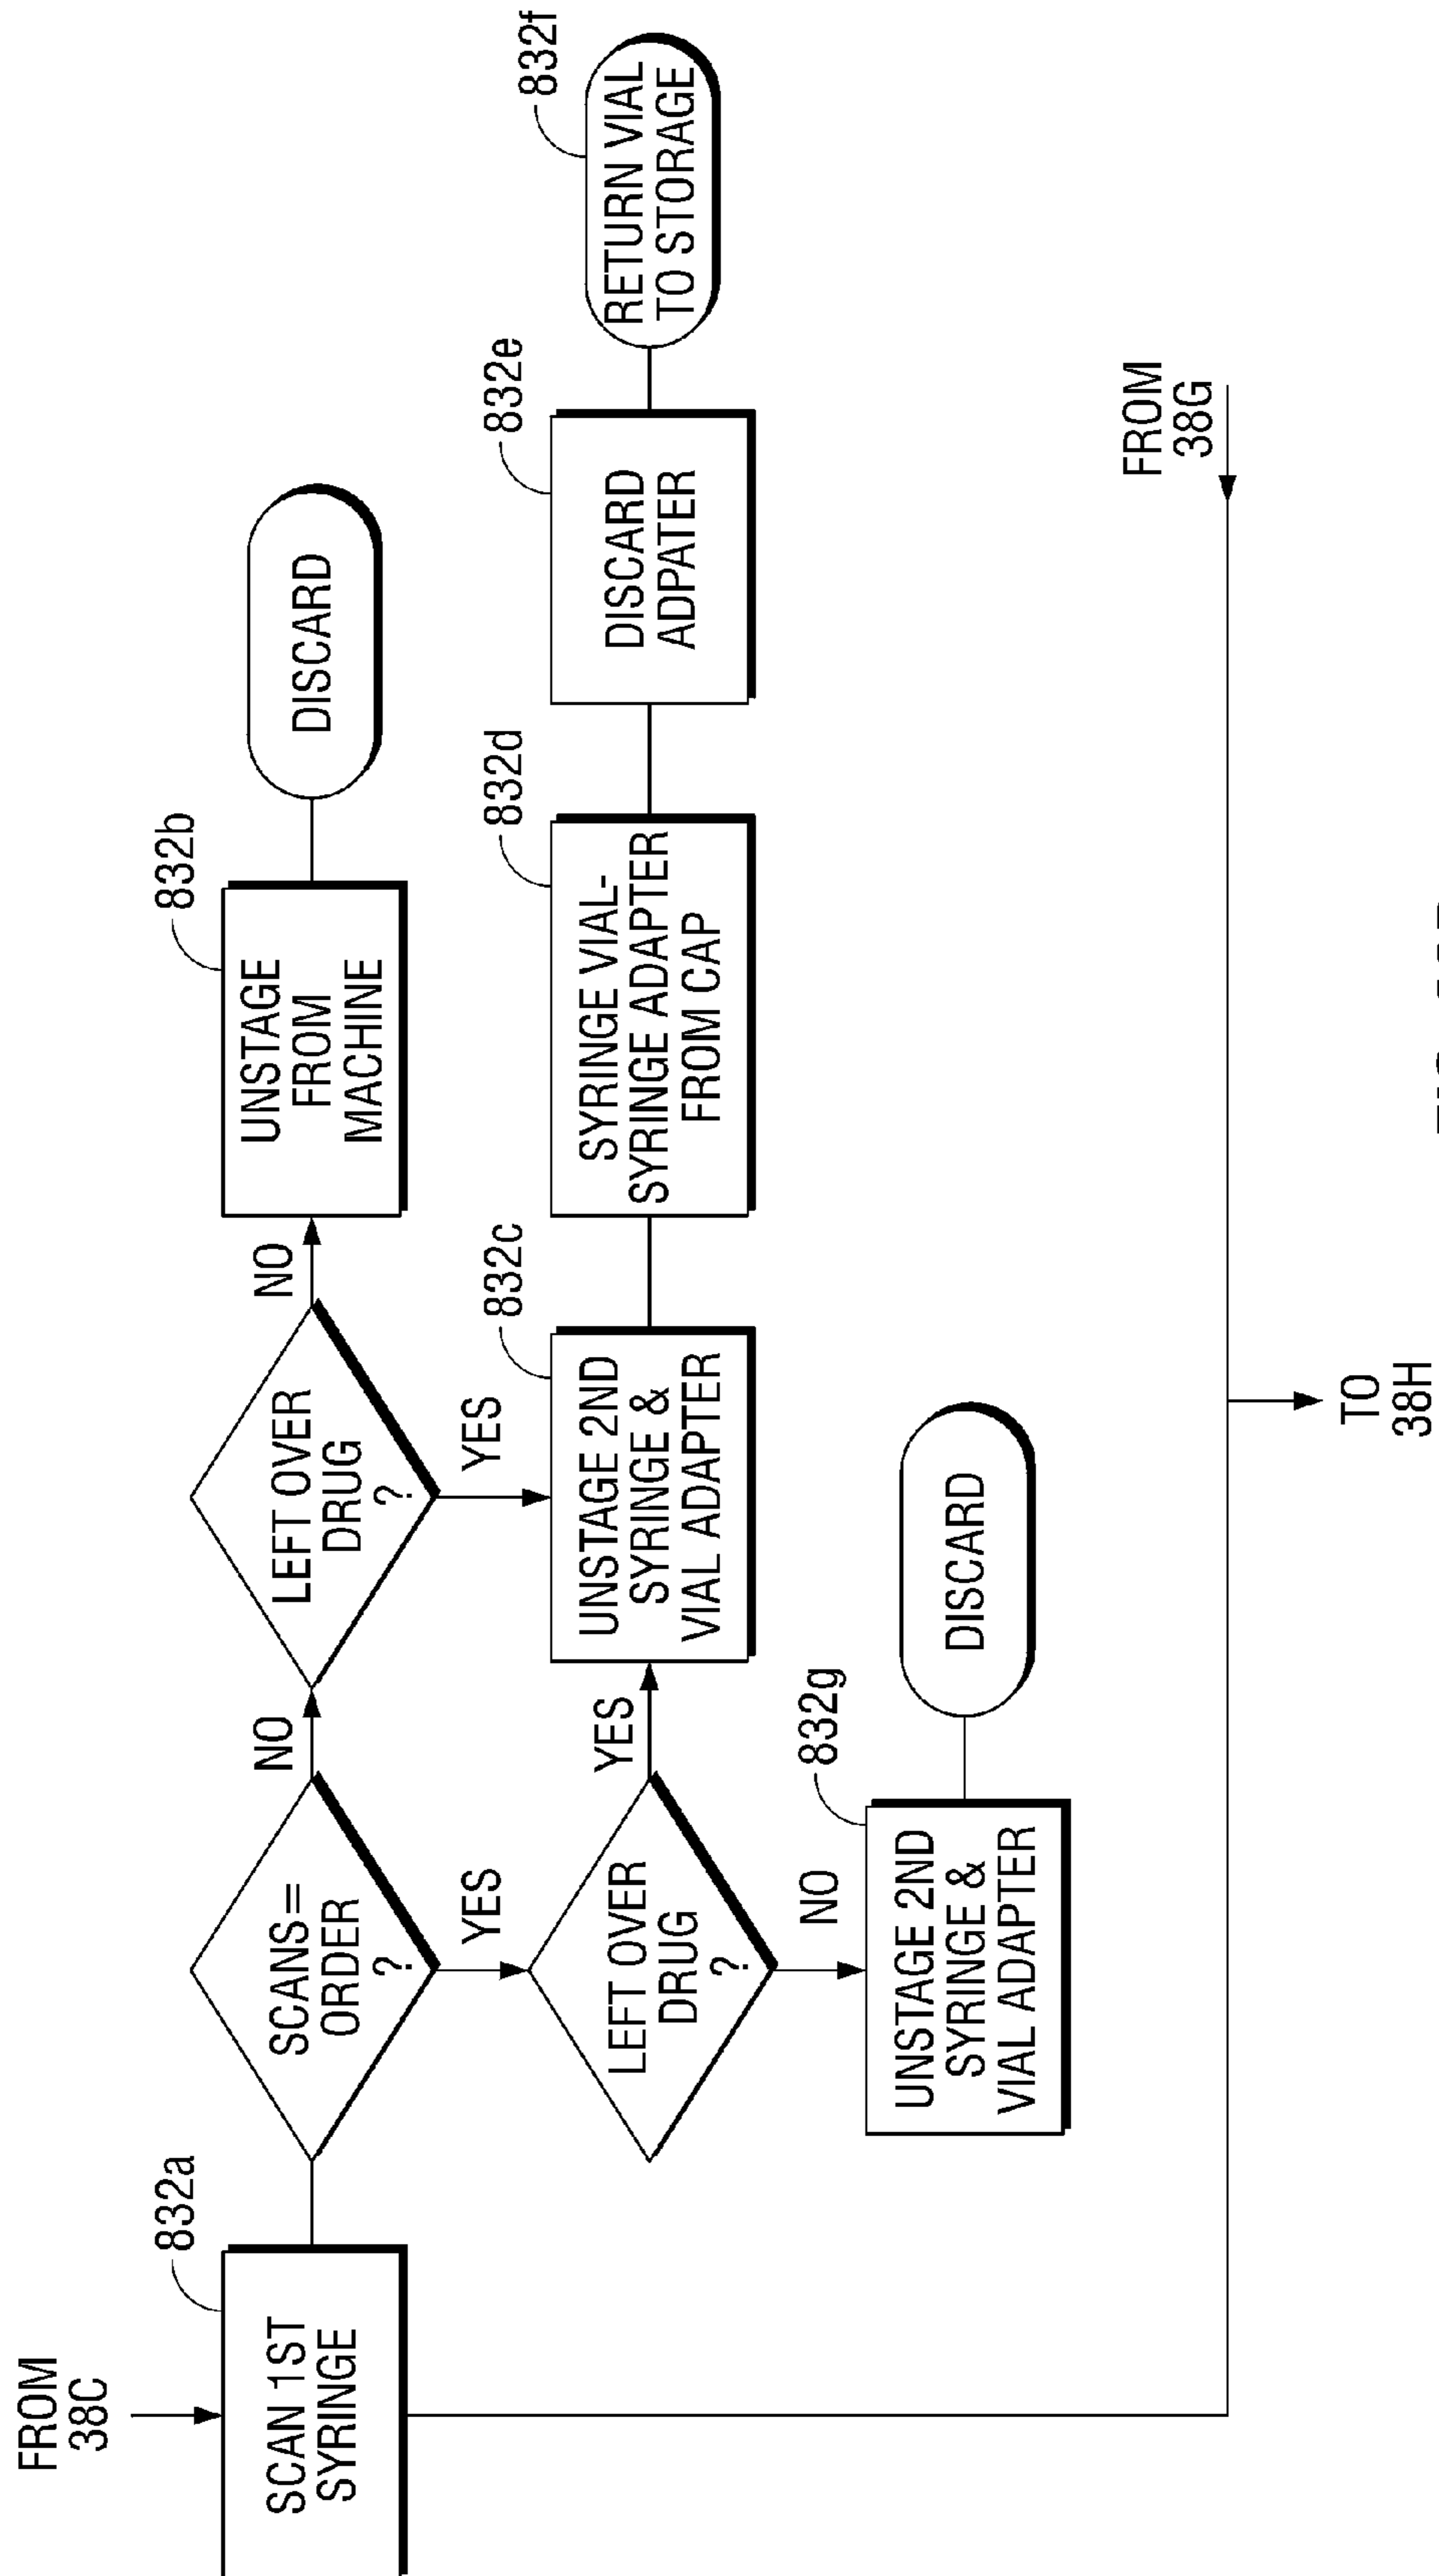 FROM
38C
832a
SCAN 1ST
SYRINGE
SCANS=
ORDER
?
NO
YES
LEFT OVER
DRUG
?
NO
YES
832b
UNSTAGE
FROM
MACHINE
DISCARD
LEFT OVER
DRUG
?
YES
NO
832c
UNSTAGE 2ND
SYRINGE &
VIAL ADAPTER
832d
SYRINGE VIAL-
SYRINGE ADAPTER
FROM CAP
832e
DISCARD
ADPATER
832f
RETURN VIAL
TO STORAGE
832g
UNSTAGE 2ND
SYRINGE &
VIAL ADAPTER
DISCARD
FROM
38G
TO
38H